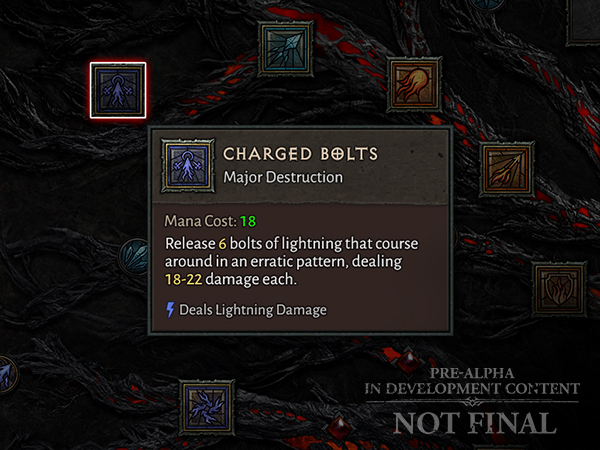 CHARGED BOLTS
Major Destruction
Mana Cost: 18
Release 6 bolts of lightning that course
around in an erratic pattern, dealing
18-22 damage each.
Deals Lightning Damage
PRE-ALPHA
IN DEVELOPMENT CONTENT
NOT FINAL